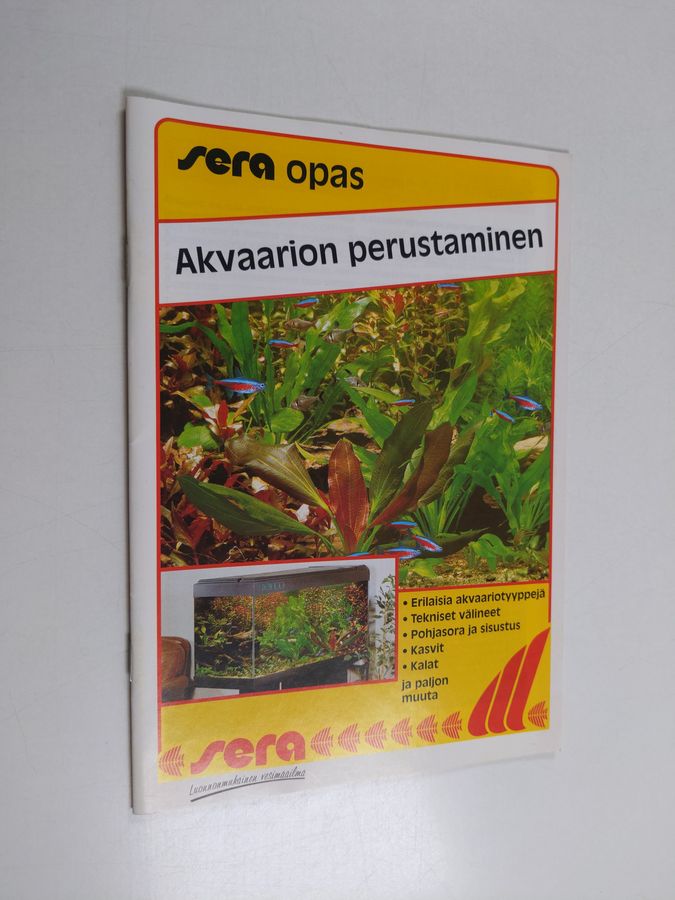 sera opas
Akvaarion perustaminen
• Erilaisia akvaariotyyppejä
• Tekniset välineet
• Pohjasora ja sisustus
• Kasvit
• Kalat
ja paljon
muuta
sera
Luonnonmukainen vesimaailma